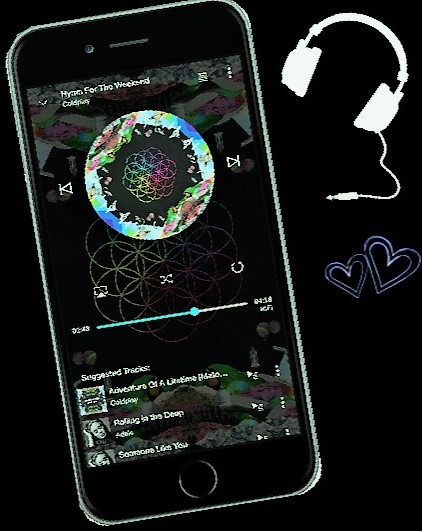 Hymn For The Weekend
Coldplay
02:43
04:18
Suggested Tracks:
Adventure Of A Lifetime
Coldplay
Rolling in the Deep
Adele
Someone Like You